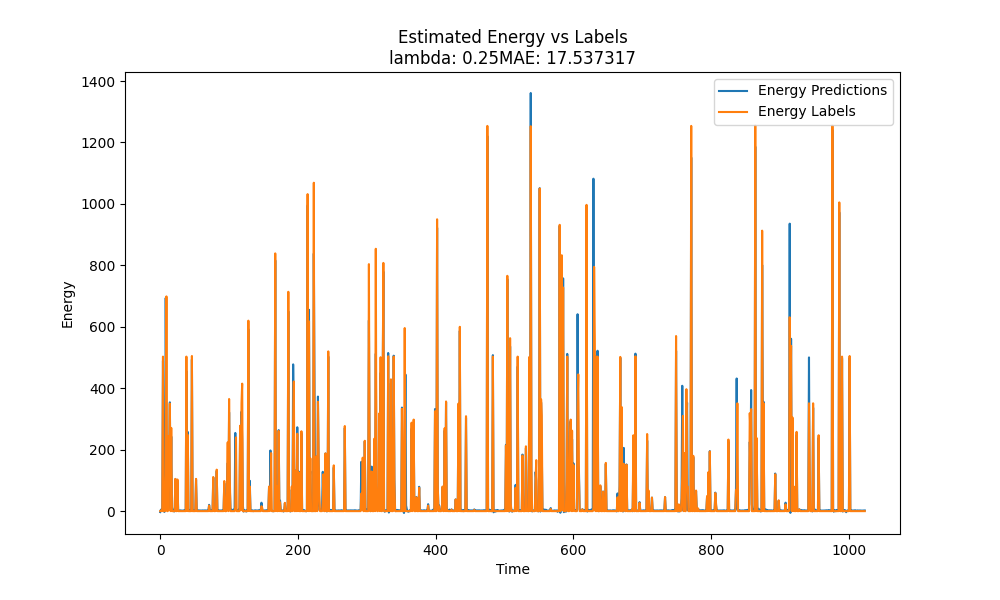 Estimated Energy vs Labels
lambda: 0.25MAE: 17.537317
Energy Predictions
Energy Labels
1400
1200
1000
800
600
400
200
0
Energy
0 200 400 600 800 1000
Time